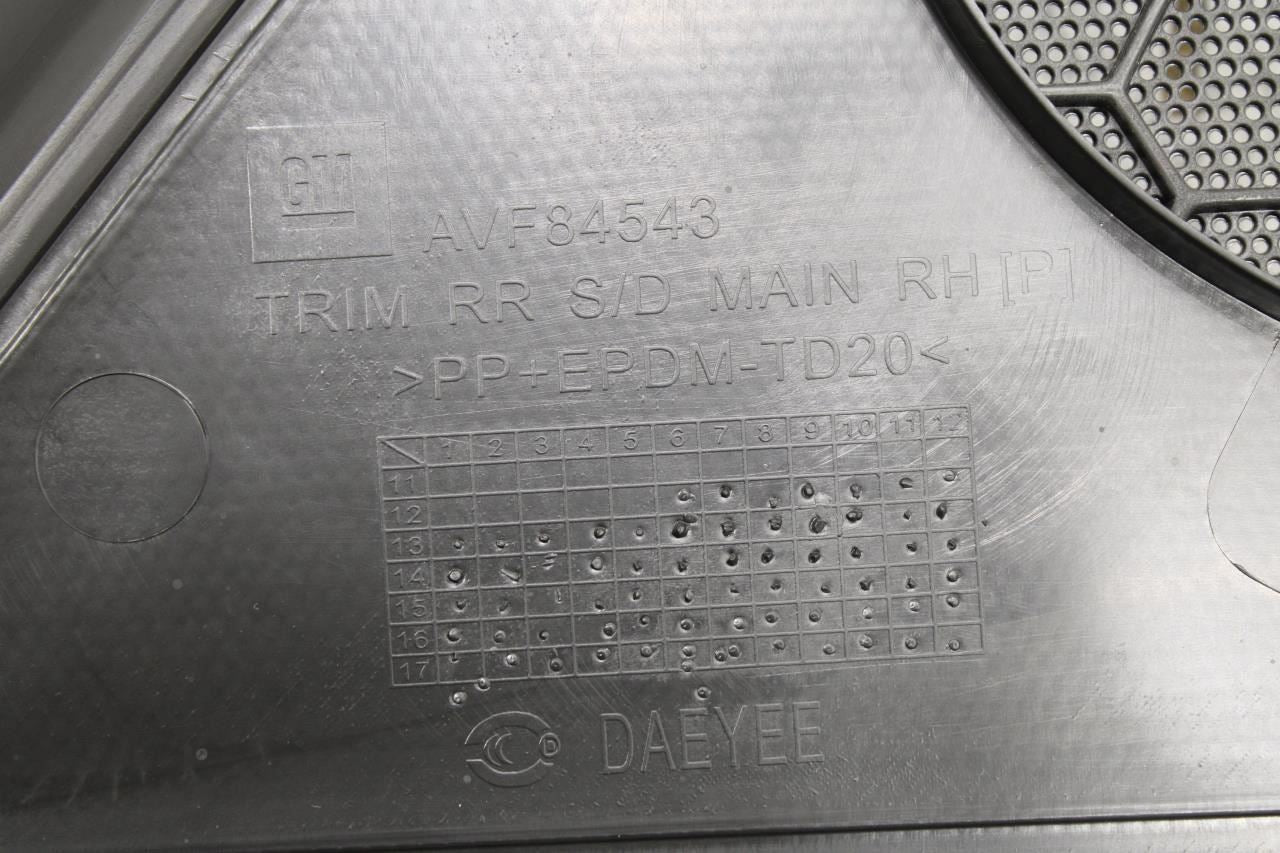 GM
AVF84543
TRIM RR S/D MAIN RH [P]
>PP+EPDM-TD20<
1 2 3 4 5 6 7 8 9 10 11 12
11
12
13
14
15
16
17
D DAEYEE